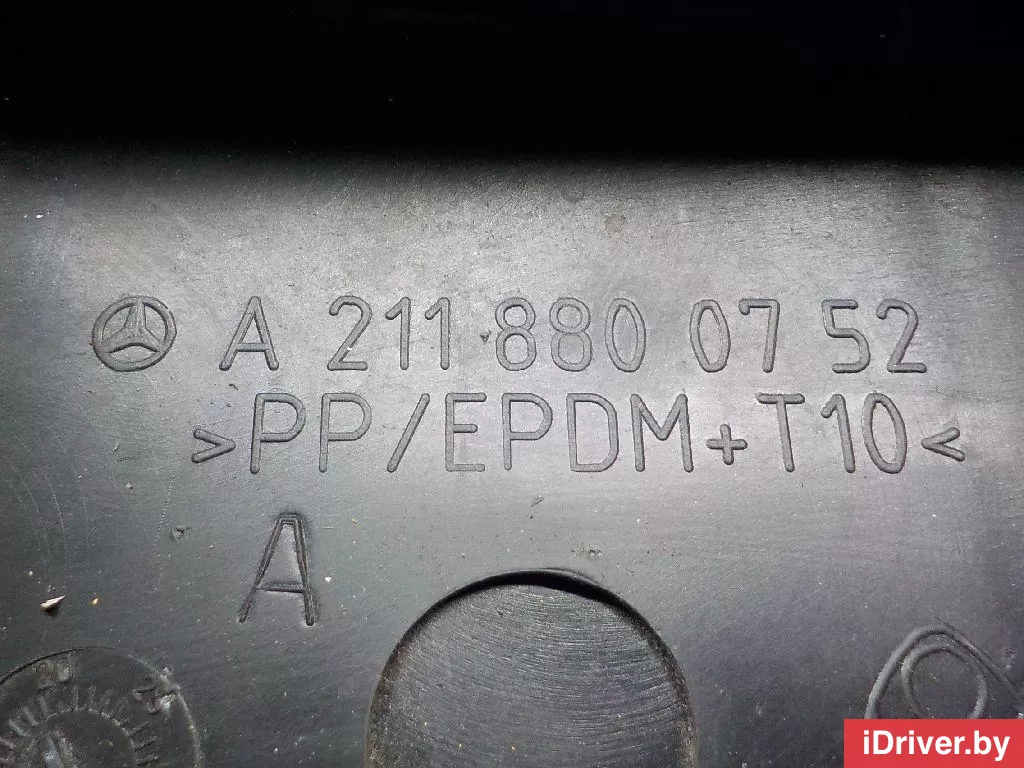 A 211 880 07 52
>PP/EPDM+T10<
A
iDriver.by